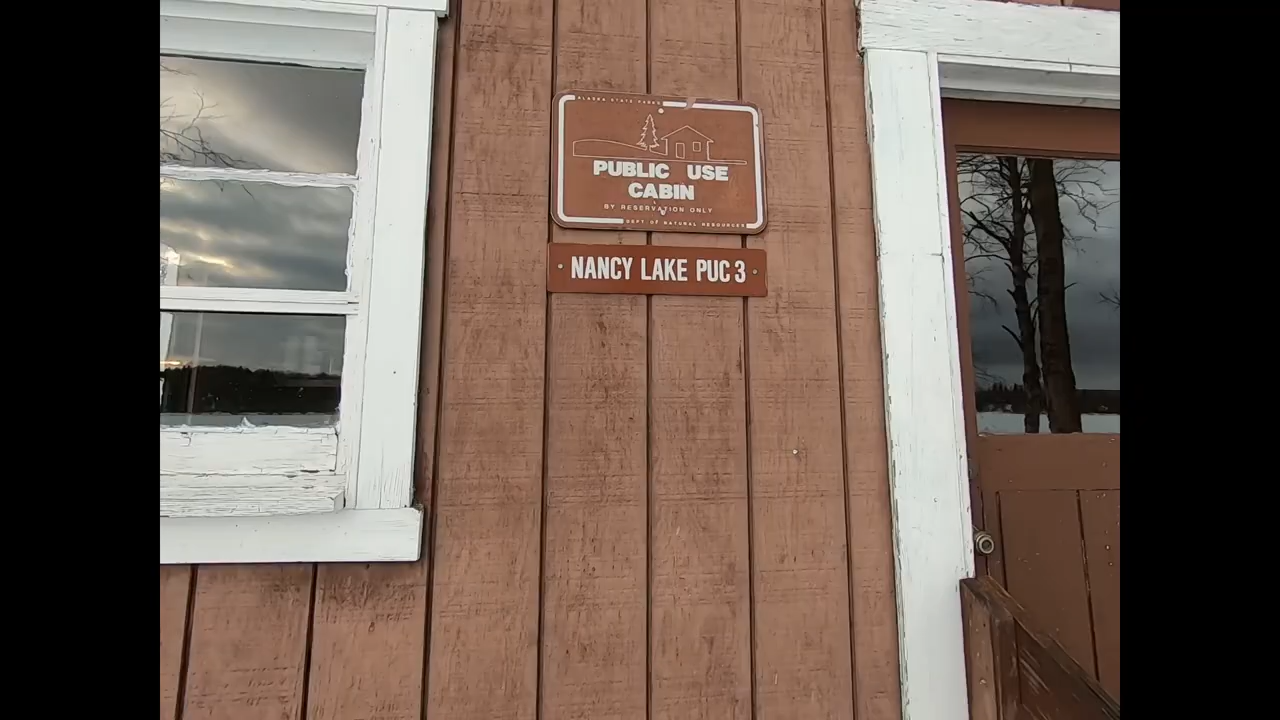 ALASKA STATE PARKS
PUBLIC USE
CABIN
BY RESERVATION ONLY
DEPT. OF NATURAL RESOURCES
NANCY LAKE PUC 3